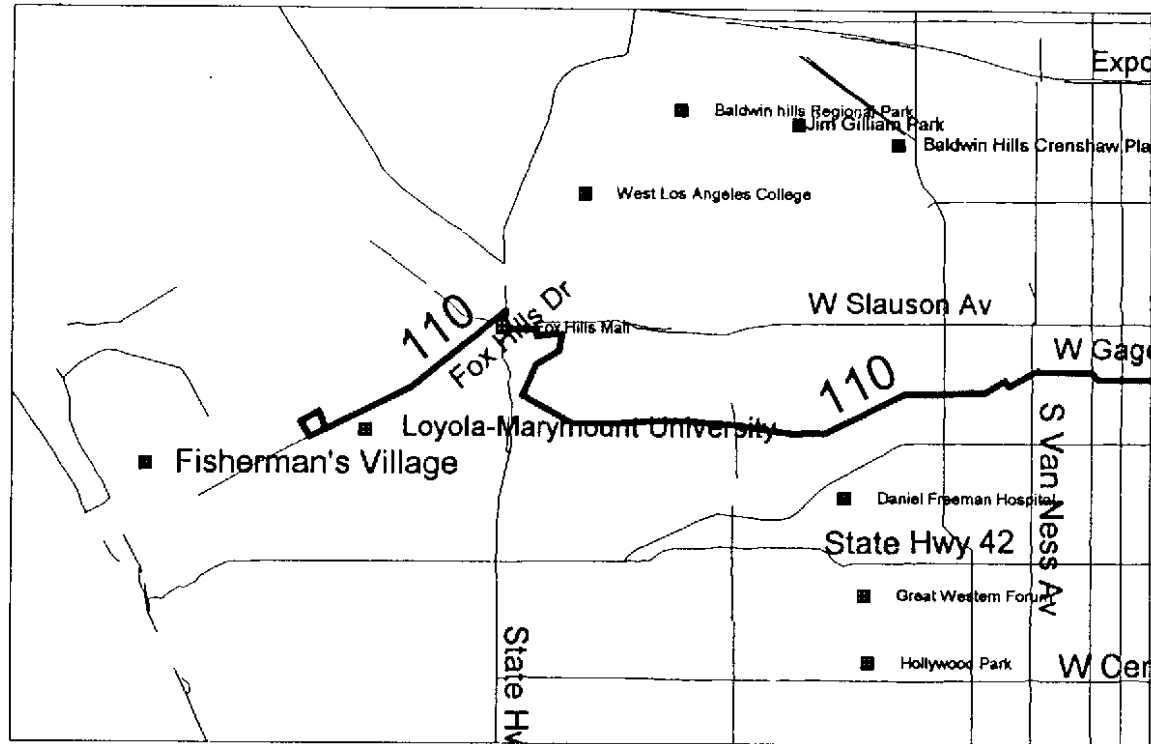 Expo
Baldwin hills Regional Park
Jim Gilliam Park
Baldwin Hills Crenshaw Pla
West Los Angeles College
W Slauson Av
110
Fox Hills Dr
Fox Hills Mall
W Gage
110
Loyola-Marymount University
Fisherman's Village
S Van Ness Av
Daniel Freeman Hospital
State Hwy 42
Great Western Forum
State Hw
Hollywood Park
W Cen